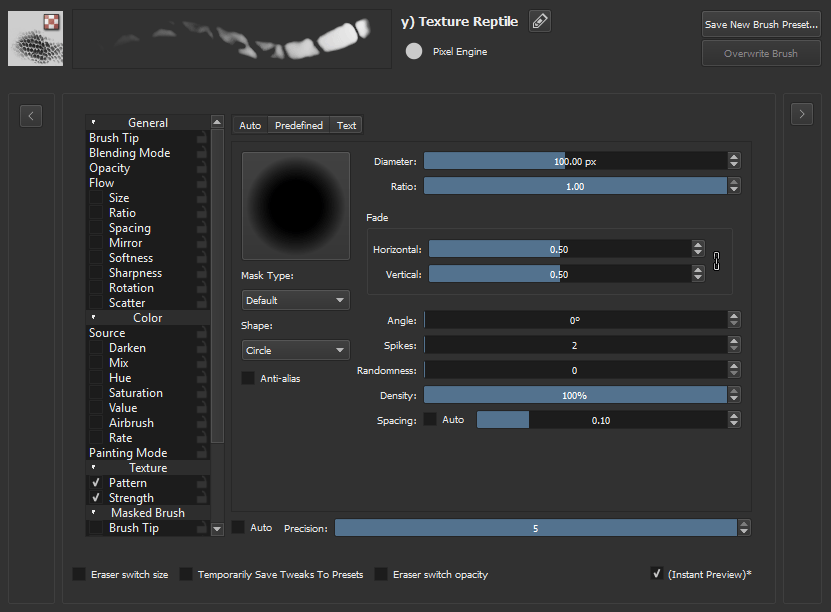 y) Texture Reptile
Save New Brush Preset...
Pixel Engine
Overwrite Brush
General
Brush Tip
Blending Mode
Opacity
Flow
Size
Ratio
Spacing
Mirror
Softness
Sharpness
Rotation
Scatter
Color
Source
Darken
Mix
Hue
Saturation
Value
Airbrush
Rate
Painting Mode
Texture
Pattern
Strength
Masked Brush
Brush Tip
Auto Predefined Text
Diameter: 100.00 px
Ratio: 1.00
Fade
Horizontal: 0.50
Vertical: 0.50
Mask Type:
Default
Shape:
Circle
Anti-alias
Angle: 0º
Spikes: 2
Randomness: 0
Density: 100%
Spacing: Auto 0.10
Auto Precision: 5
Eraser switch size Temporarily Save Tweaks To Presets Eraser switch opacity (Instant Preview)*